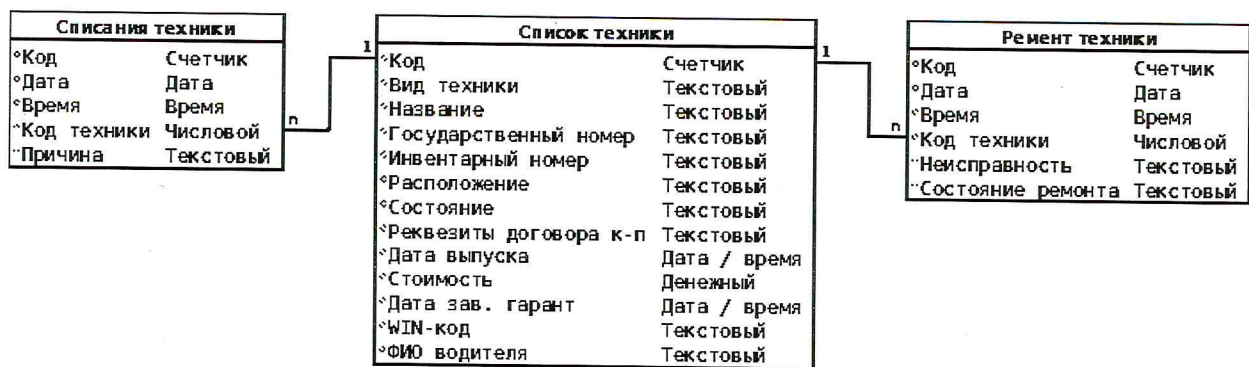 Списания техники
°Код Счетчик
°Дата Дата
°Время Время
°Код техники Числовой
°Причина Текстовый
n
1
Список техники
°Код Счетчик
°Вид техники Текстовый
°Название Текстовый
°Государственный номер Текстовый
°Инвентарный номер Текстовый
°Расположение Текстовый
°Состояние Текстовый
°Реквезиты договора к-п Текстовый
°Дата выпуска Дата / время
°Стоимость Денежный
°Дата зав. гарант Дата / время
°WIN-код Текстовый
°ФИО водителя Текстовый
1
n
Ремент техники
°Код Счетчик
°Дата Дата
°Время Время
°Код техники Числовой
°Неисправность Текстовый
°Состояние ремонта Текстовый